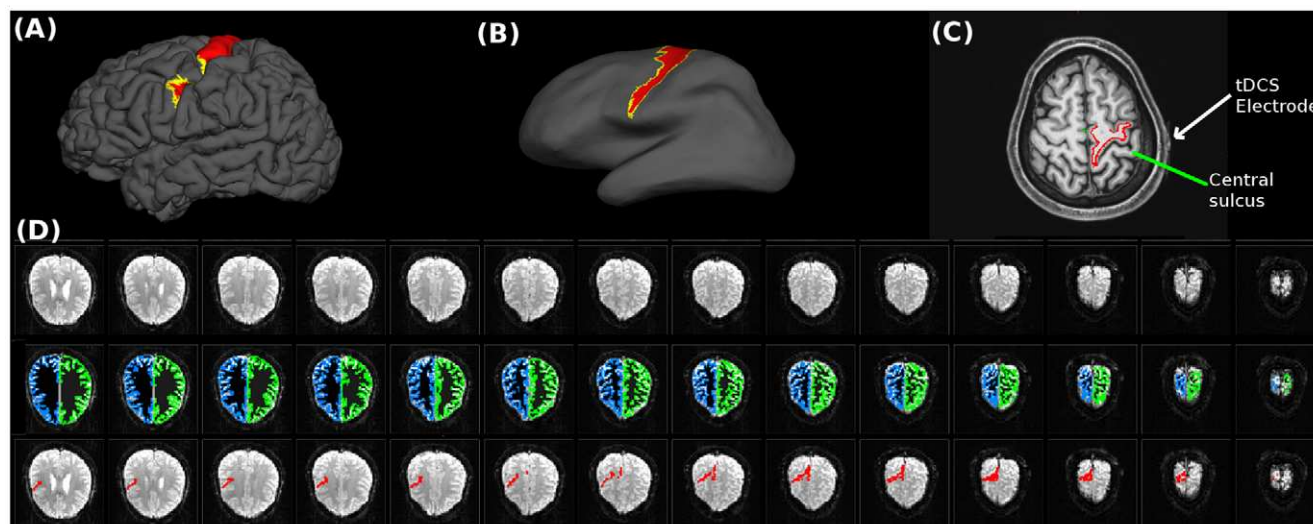 (A)
(B)
(C)
tDCS
Electrode
Central
sulcus
(D)